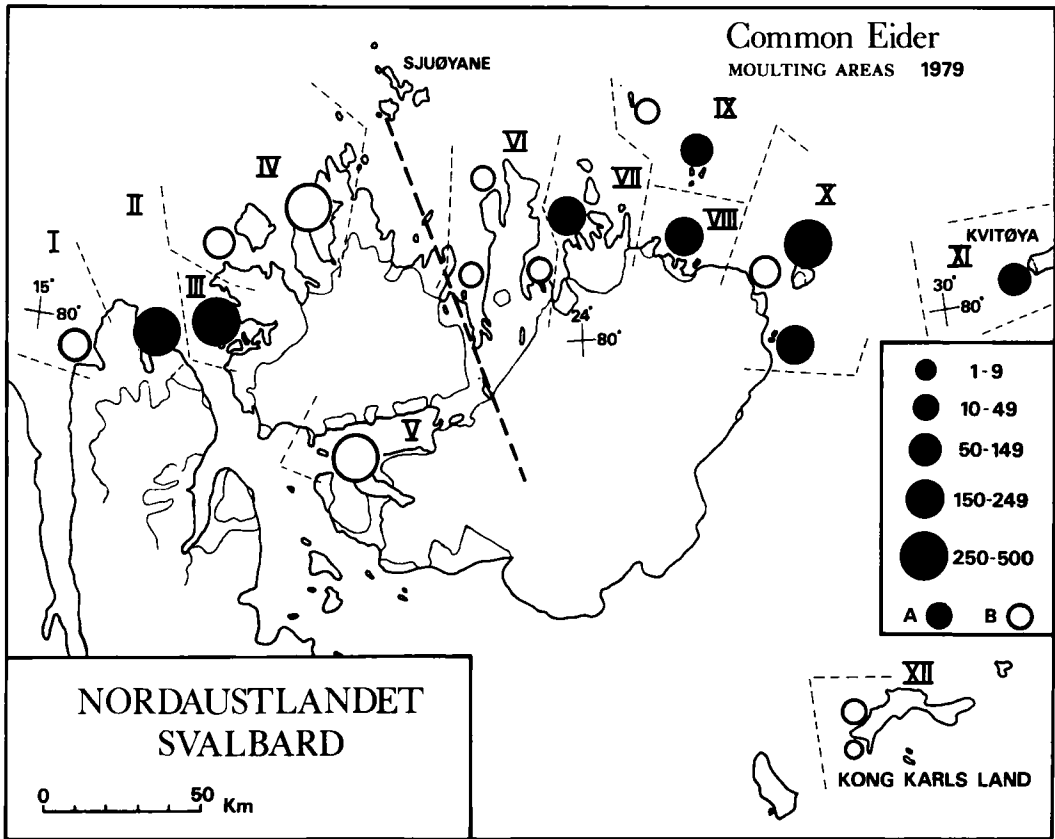 Common Eider
MOULTING AREAS 1979
SJUØYANE
I
II
III
IV
V
VI
VII
VIII
IX
X
XI
KVITØYA
15°
80°
24°
80°
30°
80°
1-9
10-49
50-149
150-249
250-500
A B
XII
KONG KARLS LAND
NORDAUSTLANDET
SVALBARD
0 50 Km